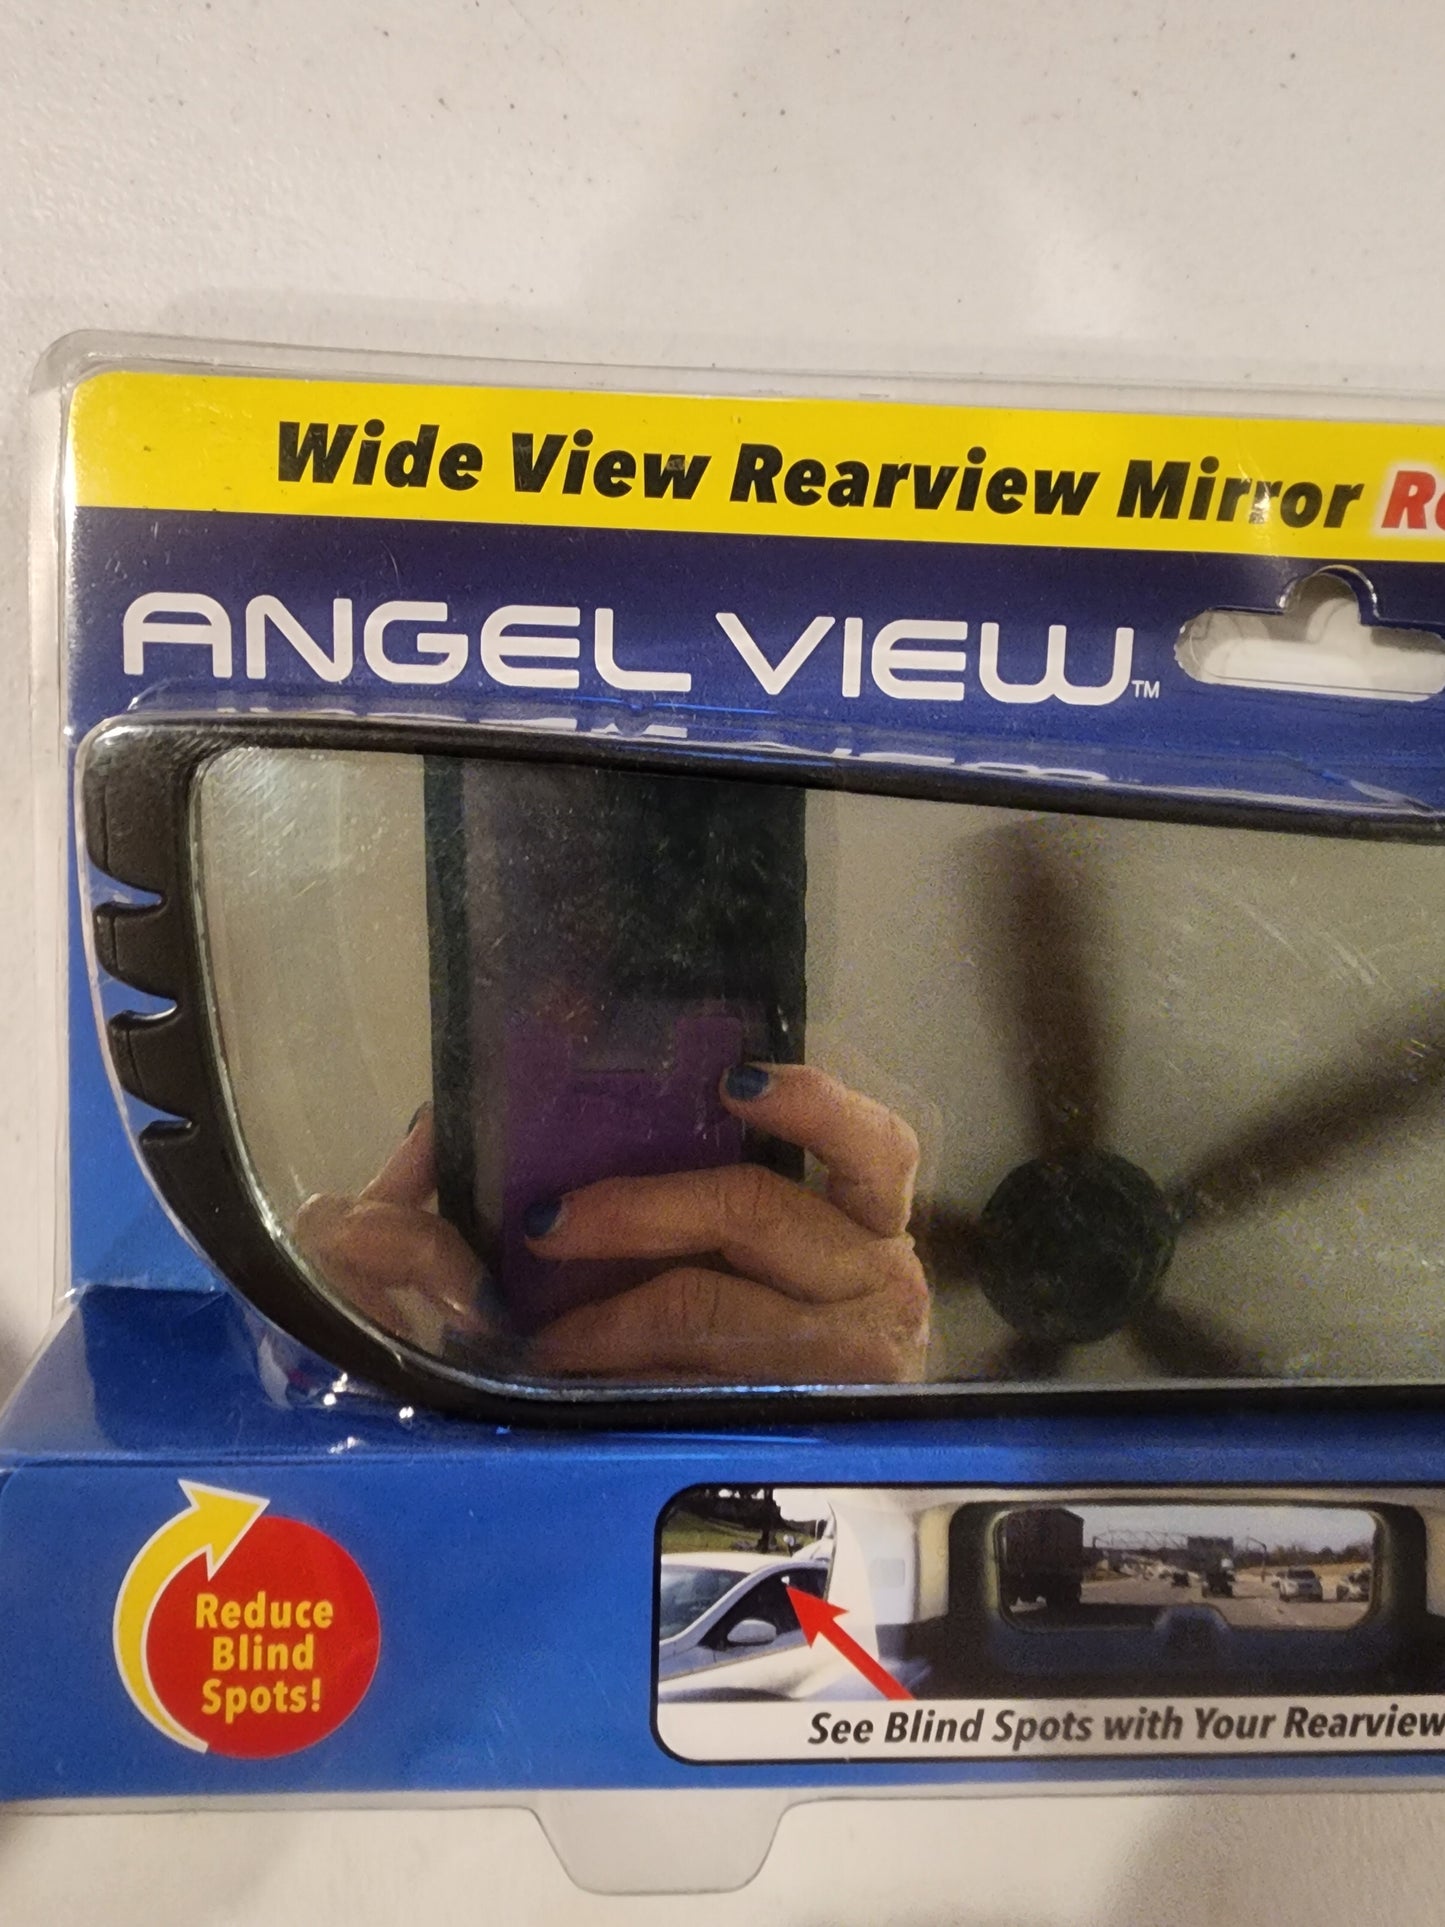 Wide View Rearview Mirror
ANGEL VIEW™
Reduce
Blind
Spots!
See Blind Spots with Your Rearview